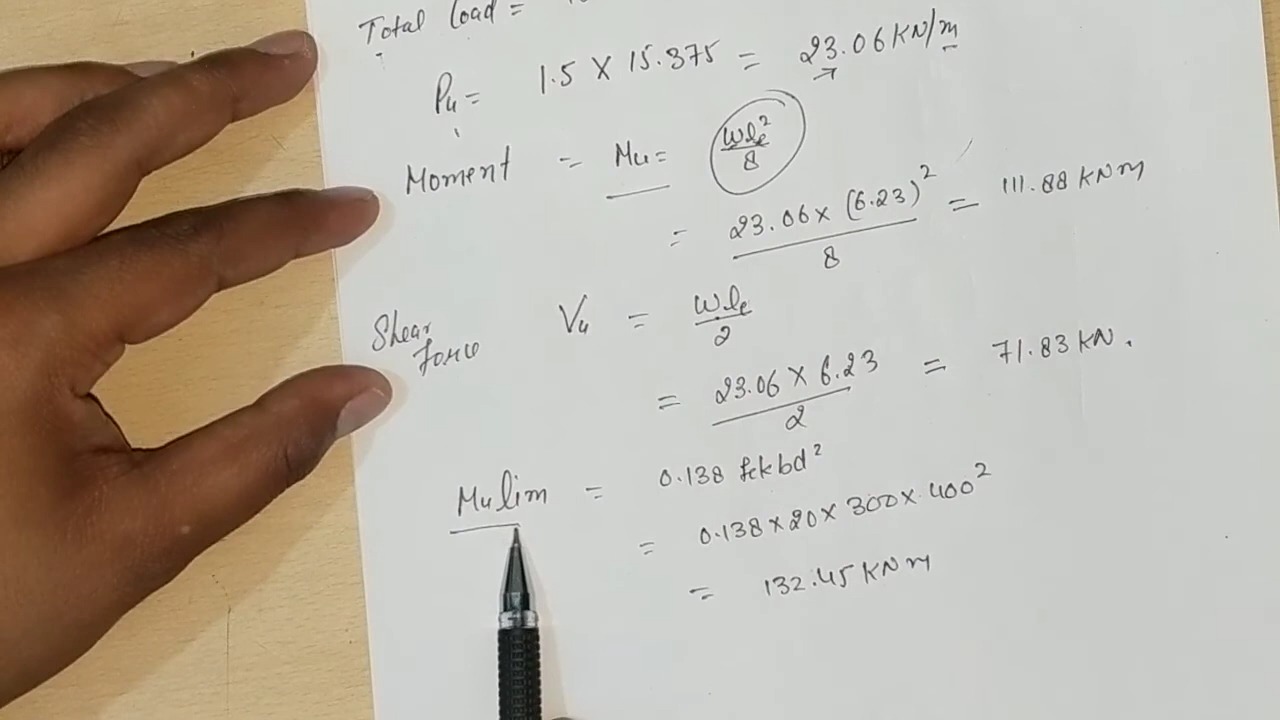 Total load =
Pu = 1.5 X 15.375 = 23.06 KN/m
Moment = Mu = wle²/8
= 23.06 x (6.23)²/8 = 111.88 KNm
Shear force Vu = wle/2
= 23.06 X 6.23/2 = 71.83 KN.
Mulim = 0.138 fckbd²
= 0.138 x 20 x 300 x 400²
= 132.45 KNm